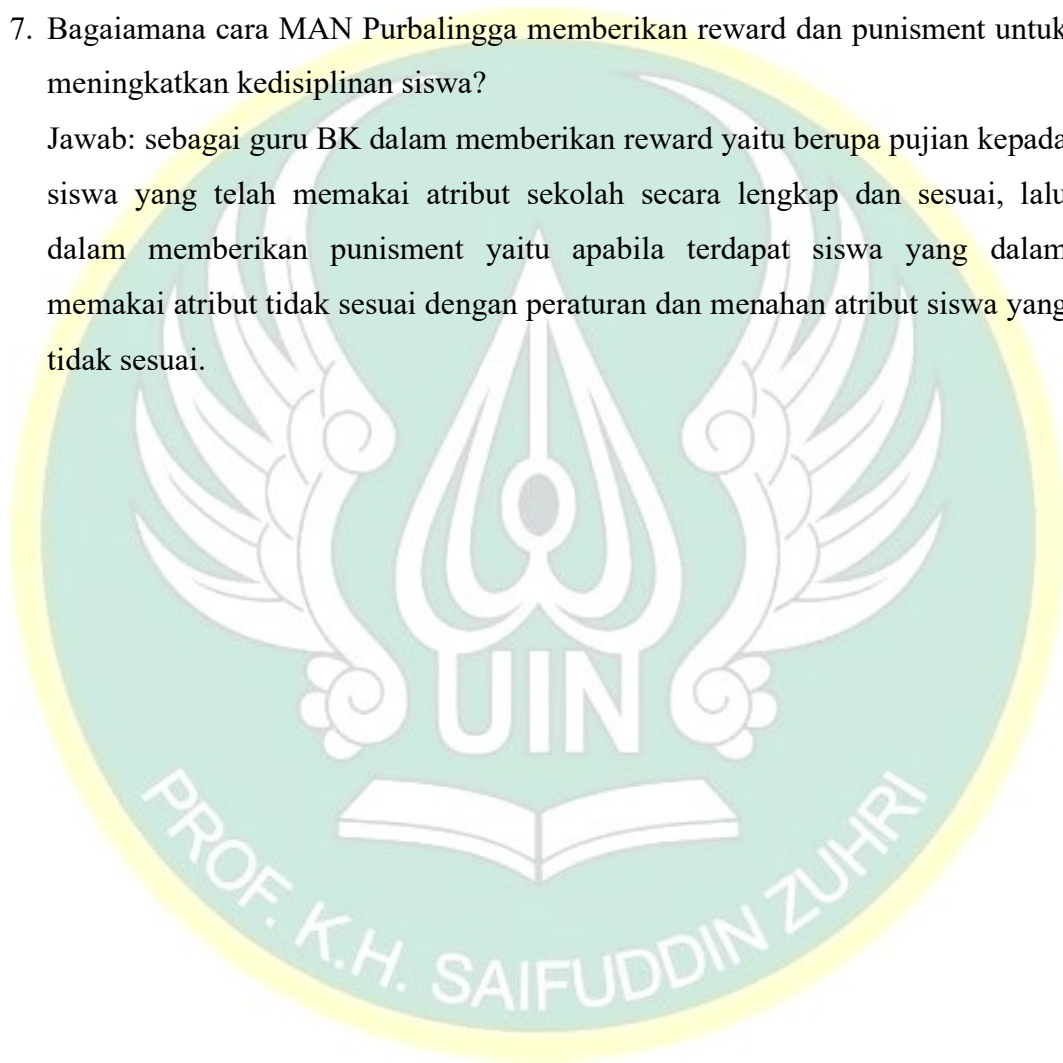 7. Bagaiamana cara MAN Purbalingga memberikan reward dan punisment untuk
meningkatkan kedisiplinan siswa?
Jawab: sebagai guru BK dalam memberikan reward yaitu berupa pujian kepada
siswa yang telah memakai atribut sekolah secara lengkap dan sesuai, lalu
dalam memberikan punisment yaitu apabila terdapat siswa yang dalam
memakai atribut tidak sesuai dengan peraturan dan menahan atribut siswa yang
tidak sesuai.
UIN
PROF. K.H. SAIFUDDIN ZUHRI